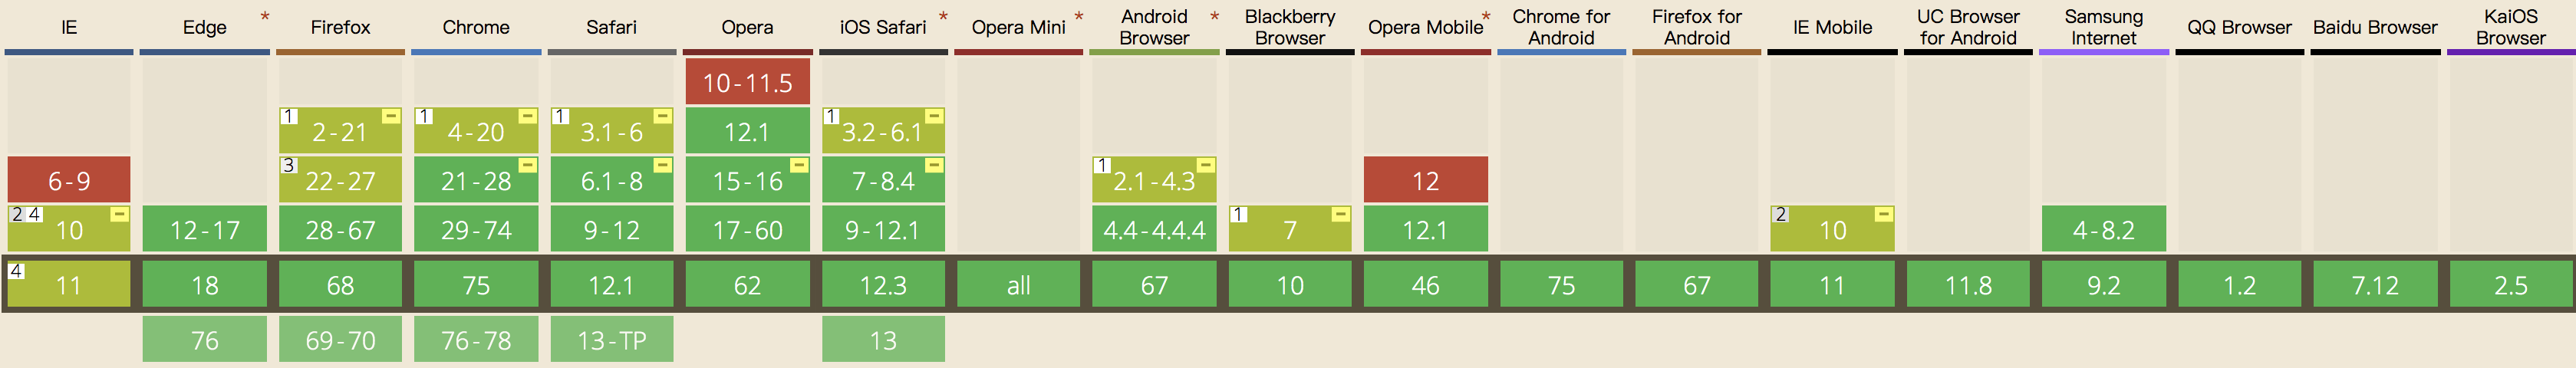 IE Edge * Firefox Chrome Safari Opera iOS Safari * Opera Mini * Android Browser * Blackberry Browser Opera Mobile * Chrome for Android Firefox for Android IE Mobile UC Browser for Android Samsung Internet QQ Browser Baidu Browser KaiOS Browser
10-11.5
1 2-21 - 1 4-20 - 1 3.1-6 - 12.1 1 3.2-6.1 -
6-9 3 22-27 21-28 - 6.1-8 - 15-16 - 7-8.4 - 1 2.1-4.3 - 12
2 4 10 - 12-17 28-67 29-74 9-12 17-60 9-12.1 4.4-4.4.4 1 7 - 12.1 2 10 - 4-8.2
4 11 18 68 75 12.1 62 12.3 all 67 10 46 75 67 11 11.8 9.2 1.2 7.12 2.5
76 69-70 76-78 13-TP 13